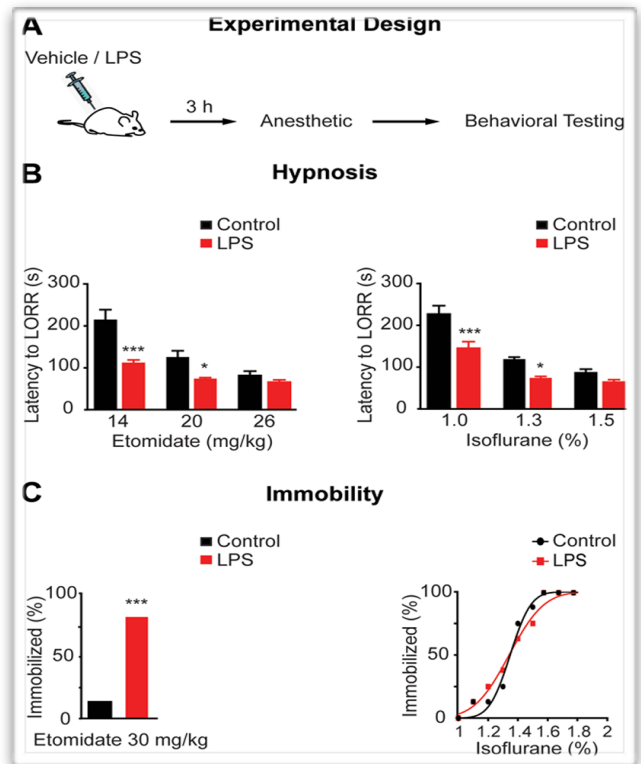 A
Experimental Design
Vehicle / LPS
3 h
Anesthetic
Behavioral Testing
B
Hypnosis
Control
LPS
Latency to LORR (s)
300
200
100
0
***
*
14 20 26
Etomidate (mg/kg)
Control
LPS
Latency to LORR (s)
300
200
100
0
***
*
1.0 1.3 1.5
Isoflurane (%)
C
Immobility
Control
LPS
Immobilized (%)
100
50
0
***
Etomidate 30 mg/kg
Control
LPS
Immobilized (%)
100
50
0
1 1.2 1.4 1.6 1.8 2
Isoflurane (%)